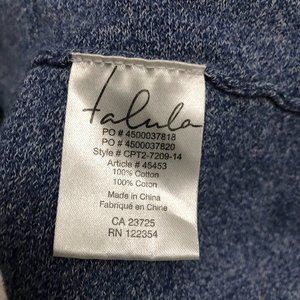 talula
PO # 4500037818
PO # 4500037820
Style # CPT2-7209-14
Article # 45453
100% Cotton
100% Coton
Made in China
Fabriqué en Chine
CA 23725
RN 122354